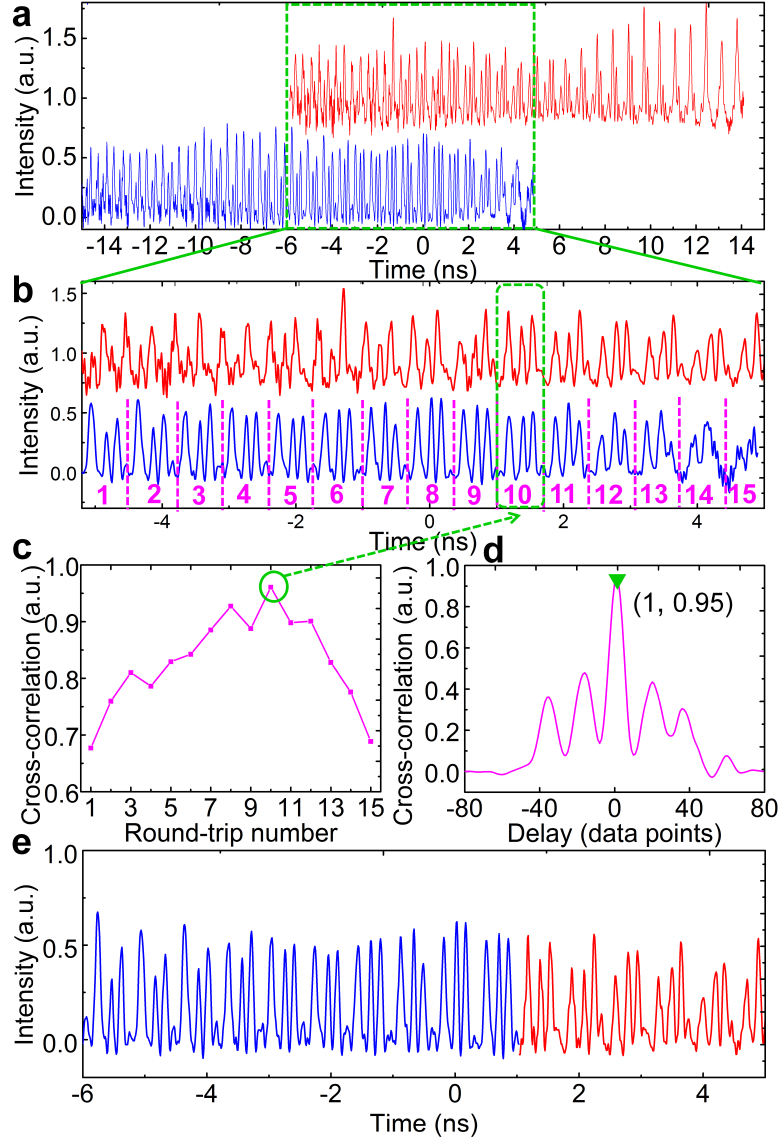 a
Intensity (a.u.)
1.5
1.0
0.5
0.0
-14 -12 -10 -8 -6 -4 -2 0 2 4 6 8 10 12 14
Time (ns)
b
Intensity (a.u.)
1.5
1.0
0.5
0.0
1 2 3 4 5 6 7 8 9 10 11 12 13 14 15
-4 -2 0 2 4
Time (ns)
c
Cross-correlation (a.u.)
1.0
0.9
0.8
0.7
0.6
1 3 5 7 9 11 13 15
Round-trip number
d
Cross-correlation (a.u.)
1.0
0.8
0.6
0.4
0.2
0.0
(1, 0.95)
-80 -40 0 40 80
Delay (data points)
e
Intensity (a.u.)
1.0
0.5
0.0
-6 -4 -2 0 2 4
Time (ns)